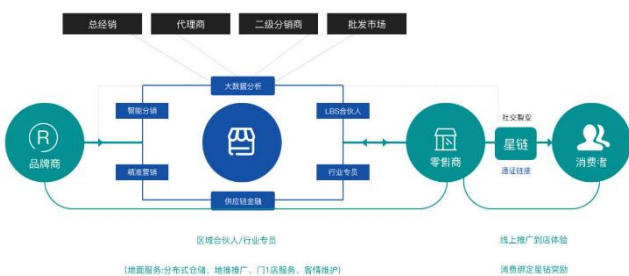 总经销
代理商
二级分销商
批发市场
大数据分析
智能分销
LBS合伙人
社交裂变
R
品牌商
零售商
星链
消费者
精准营销
行业专员
通证链接
供应链金融
区域合伙人/行业专员
线上推广到店体验
(地面服务:分布式仓储、地推推广、门1店服务、客情维护)
消费绑定星钻奖励